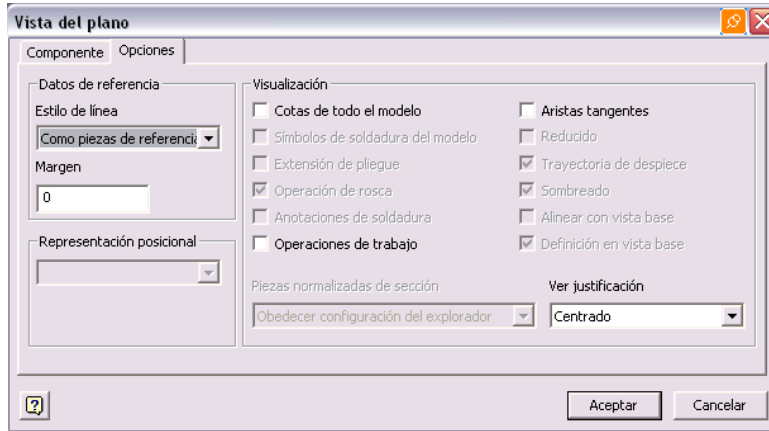 Vista del plano
Componente
Opciones
Datos de referencia
Estilo de línea
Como piezas de referencia
Margen
0
Representación posicional
Visualización
Cotas de todo el modelo
Símbolos de soldadura del modelo
Extensión de pliegue
Operación de rosca
Anotaciones de soldadura
Operaciones de trabajo
Aristas tangentes
Reducido
Trayectoria de despiece
Sombreado
Alinear con vista base
Definición en vista base
Piezas normalizadas de sección
Obedecer configuración del explorador
Ver justificación
Centrado
Aceptar
Cancelar